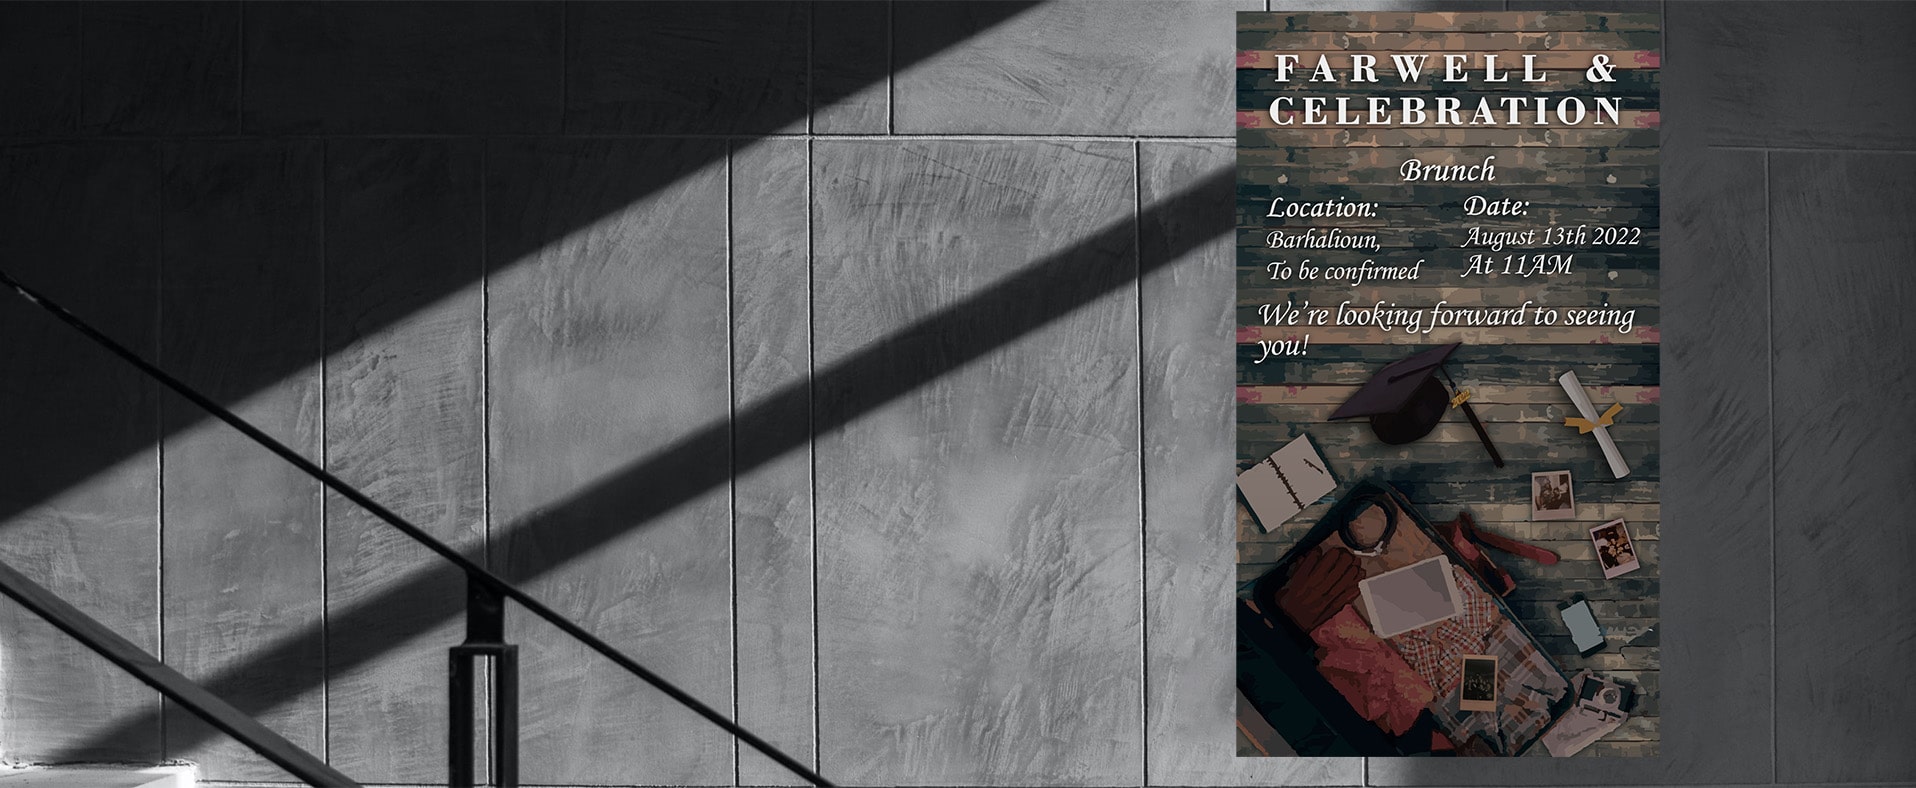 FARWELL &
CELEBRATION
Brunch
Location:
Barhalioun,
To be confirmed
Date:
August 13th 2022
At 11AM
We're looking forward to seeing
you!